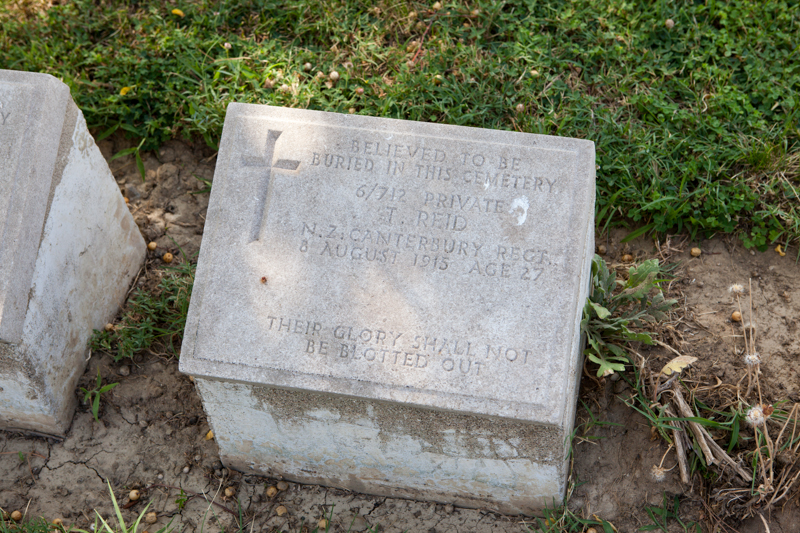 BELIEVED TO BE
BURIED IN THIS CEMETERY
6/712 PRIVATE
T. REID
N.Z. CANTERBURY REGT.
8 AUGUST 1915 AGE 27
THEIR GLORY SHALL NOT
BE BLOTTED OUT